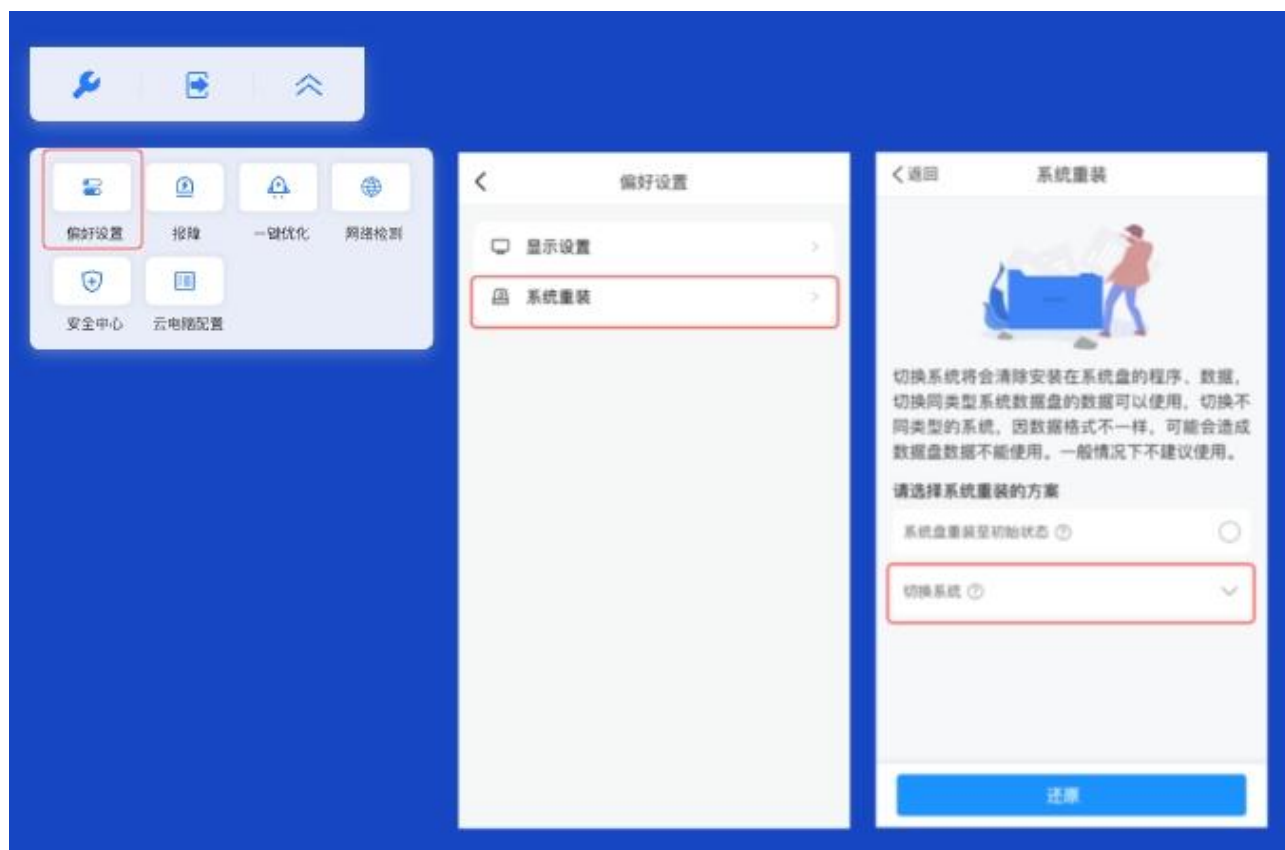 偏好设置 报障 一键优化 网络检测
安全中心 云电脑配置
偏好设置
显示设置
系统重装
返回 系统重装
切换系统将会清除安装在系统盘的程序、数据,
切换同类型系统数据盘的数据可以使用,切换不
同类型的系统,因数据格式不一样,可能会造成
数据盘数据不能使用。一般情况下不建议使用。
请选择系统重装的方案
系统盘重装至初始状态 ?
切换系统 ?
还原